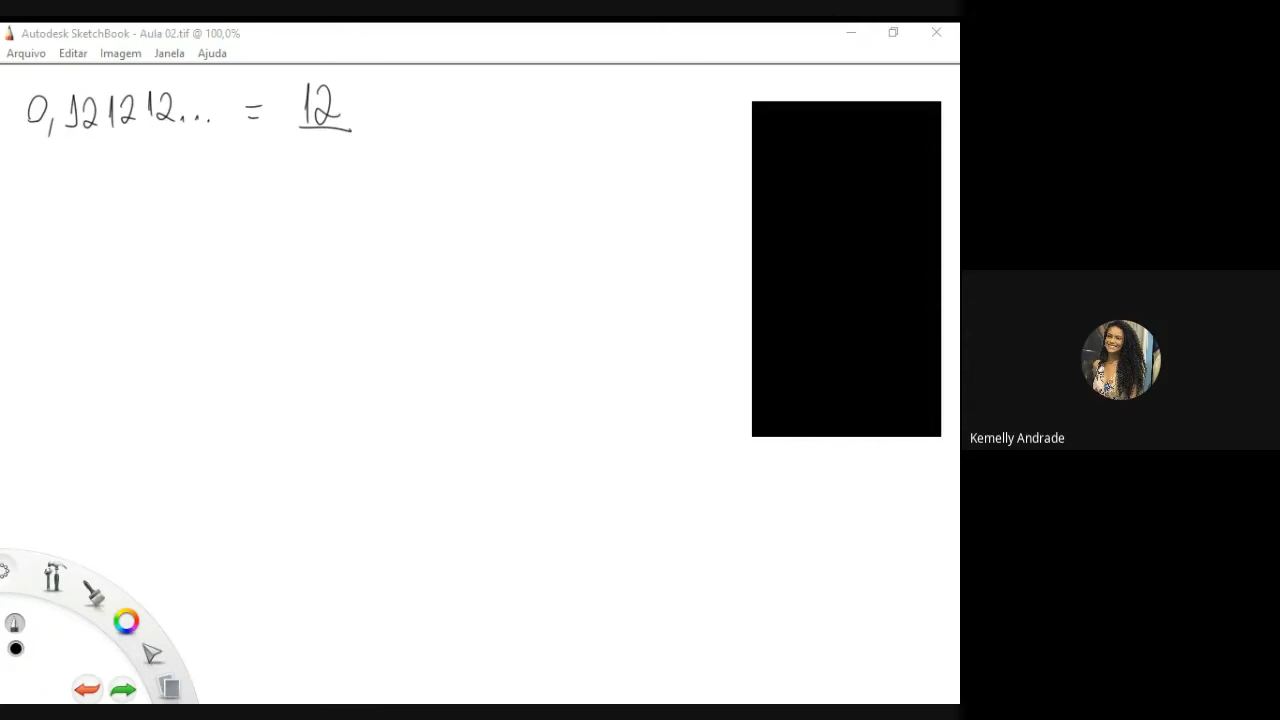 Autodesk SketchBook - Aula 02.tif @ 100,0%
Arquivo Editar Imagem Janela Ajuda
0,121212... = 12
Kemelly Andrade